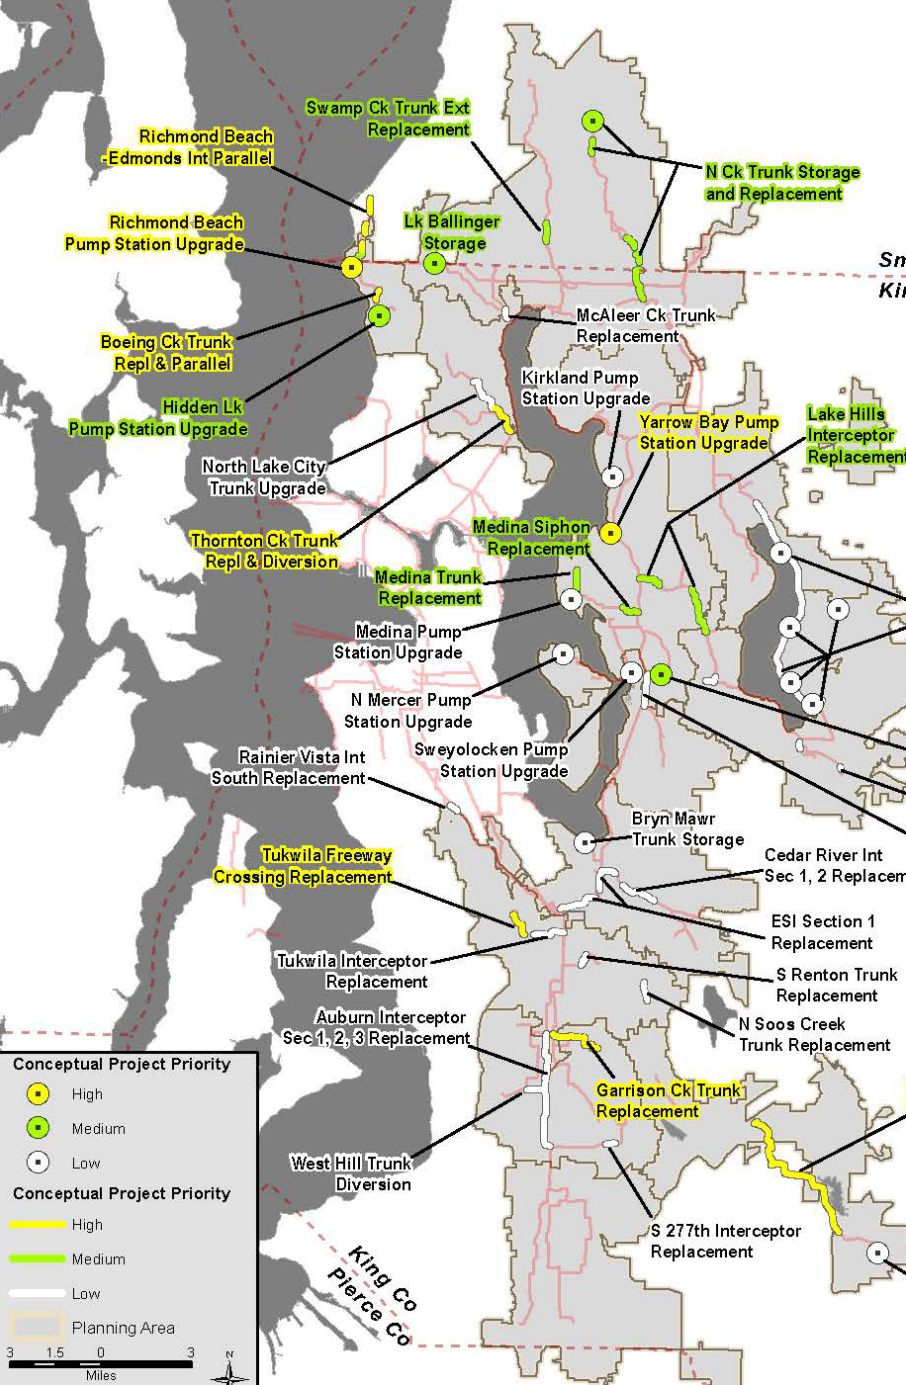 Swamp Ck Trunk Ext
Replacement
Richmond Beach
-Edmonds Int Parallel
N Ck Trunk Storage
and Replacement
Richmond Beach
Pump Station Upgrade
Lk Ballinger
Storage
Sn
Kin
McAleer Ck Trunk
Replacement
Boeing Ck Trunk
Repl & Parallel
Kirkland Pump
Station Upgrade
Hidden Lk
Pump Station Upgrade
Yarrow Bay Pump
Station Upgrade
Lake Hills
Interceptor
Replacement
North Lake City
Trunk Upgrade
Thornton Ck Trunk
Repl & Diversion
Medina Siphon
Replacement
Medina Trunk
Replacement
Medina Pump
Station Upgrade
N Mercer Pump
Station Upgrade
Sweyolocken Pump
Station Upgrade
Rainier Vista Int
South Replacement
Bryn Mawr
Trunk Storage
Tukwila Freeway
Crossing Replacement
Cedar River Int
Sec 1, 2 Replacem
ESI Section 1
Replacement
Tukwila Interceptor
Replacement
S Renton Trunk
Replacement
Auburn Interceptor
Sec 1, 2, 3 Replacement
N Soos Creek
Trunk Replacement
Garrison Ck Trunk
Replacement
West Hill Trunk
Diversion
S 277th Interceptor
Replacement
King Co
Pierce Co
Conceptual Project Priority
High
Medium
Low
Conceptual Project Priority
High
Medium
Low
Planning Area
3 1.5 0 3
Miles
N